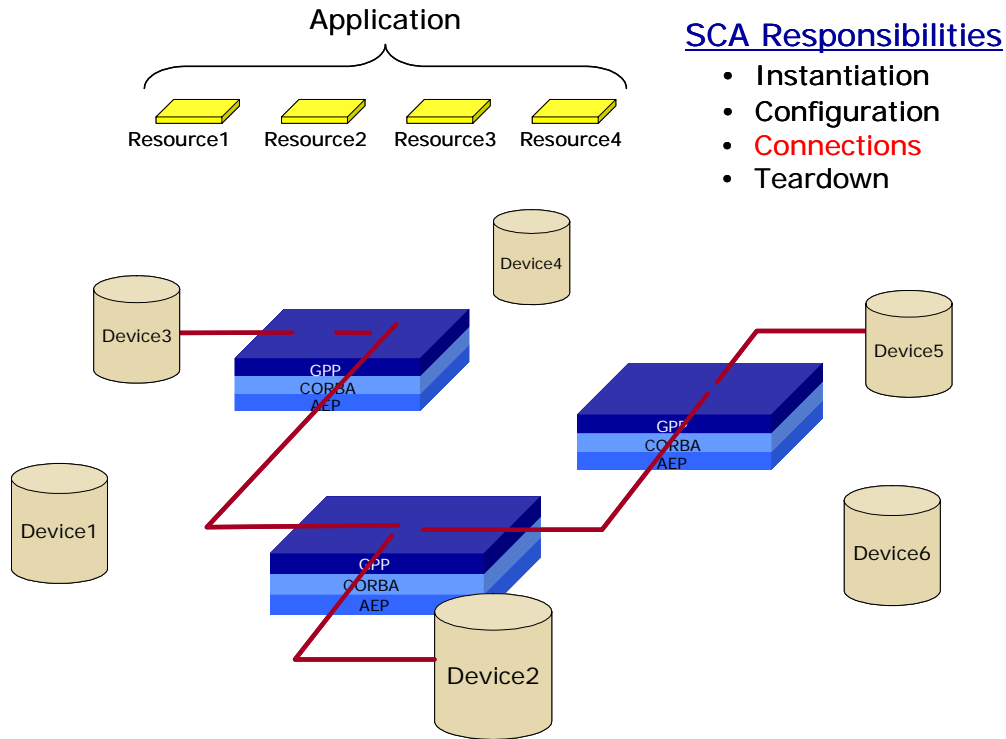 Application
Resource1 Resource2 Resource3 Resource4
SCA Responsibilities
• Instantiation
• Configuration
• Connections
• Teardown
Device4
Device3
GPP
CORBA
AEP
Device5
GPP
CORBA
AEP
Device1
GPP
CORBA
AEP
Device6
Device2